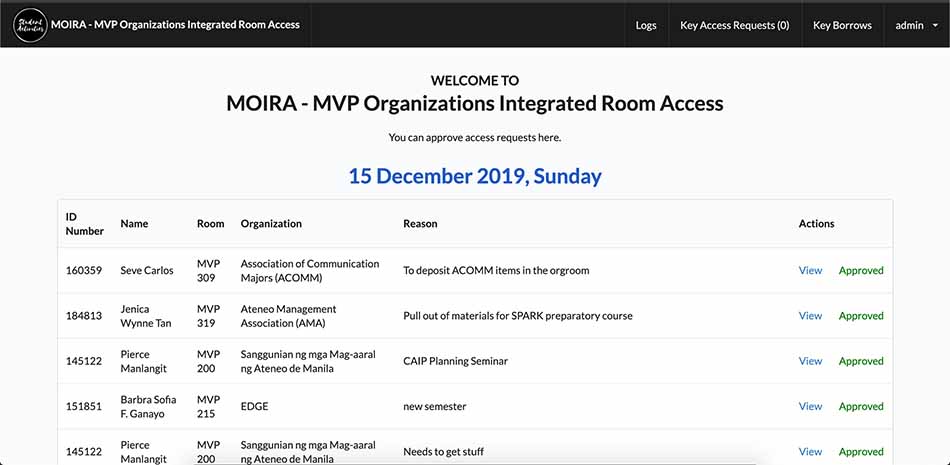 Student Activities MOIRA - MVP Organizations Integrated Room Access Logs Key Access Requests (0) Key Borrows admin
WELCOME TO
MOIRA - MVP Organizations Integrated Room Access
You can approve access requests here.
15 December 2019, Sunday
ID Number Name Room Organization Reason Actions
160359 Seve Carlos MVP 309 Association of Communication Majors (ACOMM) To deposit ACOMM items in the orgroom View Approved
184813 Jenica Wynne Tan MVP 319 Ateneo Management Association (AMA) Pull out of materials for SPARK preparatory course View Approved
145122 Pierce Manlangit MVP 200 Sanggunian ng mga Mag-aaral ng Ateneo de Manila CAIP Planning Seminar View Approved
151851 Barbra Sofia F. Ganayo MVP 215 EDGE new semester View Approved
145122 Pierce Manlangit MVP 200 Sanggunian ng mga Mag-aaral ng Ateneo de Manila Needs to get stuff View Approved